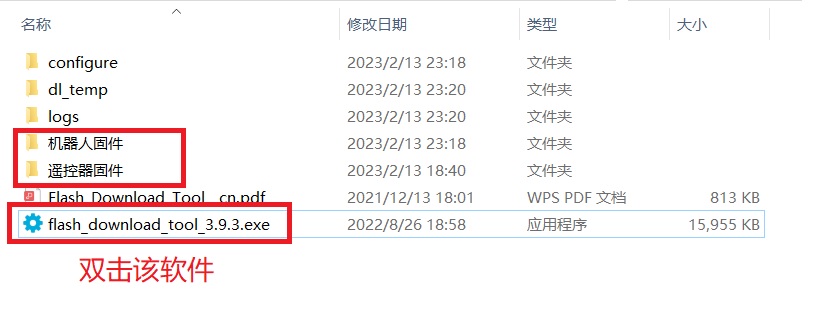 名称 修改日期 类型 大小
configure 2023/2/13 23:18 文件夹
dl_temp 2023/2/13 23:20 文件夹
logs 2023/2/13 23:20 文件夹
机器人固件 2023/2/13 23:18 文件夹
遥控器固件 2023/2/13 18:40 文件夹
Flash_Download_Tool__cn.pdf 2021/12/13 18:01 WPS PDF 文档 813 KB
flash_download_tool_3.9.3.exe 2022/8/26 18:58 应用程序 15,955 KB
双击该软件